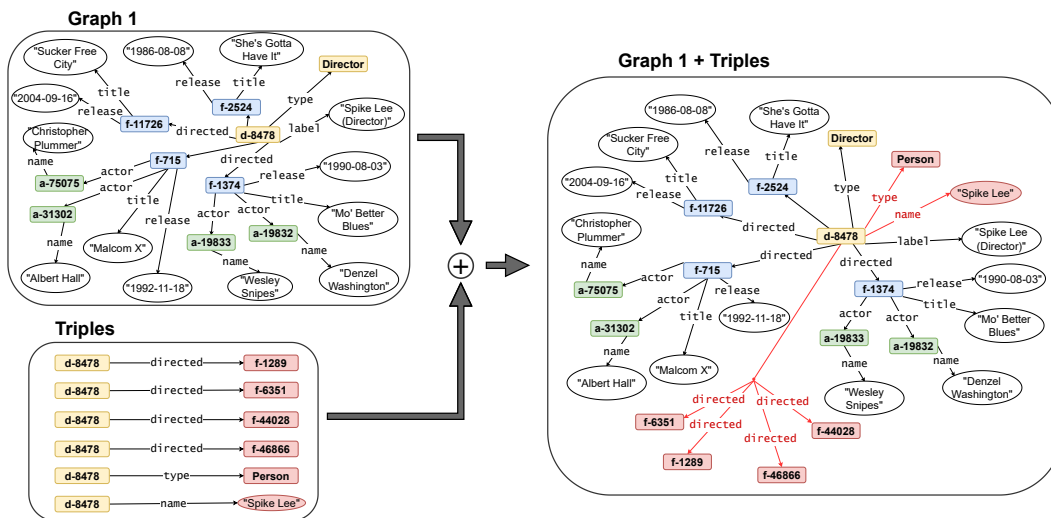 Graph 1
"Sucker Free
City"
"1986-08-08"
"She's Gotta
Have It"
Director
title
release
title
type
"2004-09-16"
release
f-2524
"Spike Lee
(Director)"
label
f-11726
directed
d-8478
"Christopher
Plummer"
name
f-715
directed
"1990-08-03"
a-75075
actor
f-1374
release
actor
title
title
"Mo' Better
Blues"
a-31302
release
actor
actor
name
a-19833
a-19832
"Malcom X"
name
name
"Albert Hall"
"1992-11-18"
"Wesley
Snipes"
"Denzel
Washington"
Triples
d-8478
directed
f-1289
d-8478
directed
f-6351
d-8478
directed
f-44028
d-8478
directed
f-46866
d-8478
type
Person
d-8478
name
"Spike Lee"
Graph 1 + Triples
"1986-08-08"
"She's Gotta
Have It"
"Sucker Free
City"
Director
Person
release
title
title
f-2524
type
type
"Spike Lee"
"2004-09-16"
release
f-11726
name
directed
d-8478
"Christopher
Plummer"
label
"Spike Lee
(Director)"
name
f-715
directed
directed
a-75075
actor
f-1374
release
"1990-08-03"
actor
release
title
title
"Mo' Better
Blues"
a-31302
"1992-11-18"
actor
actor
name
a-19833
a-19832
"Malcom X"
name
name
"Albert Hall"
"Wesley
Snipes"
"Denzel
Washington"
directed
directed
f-6351
directed
f-44028
directed
f-1289
f-46866